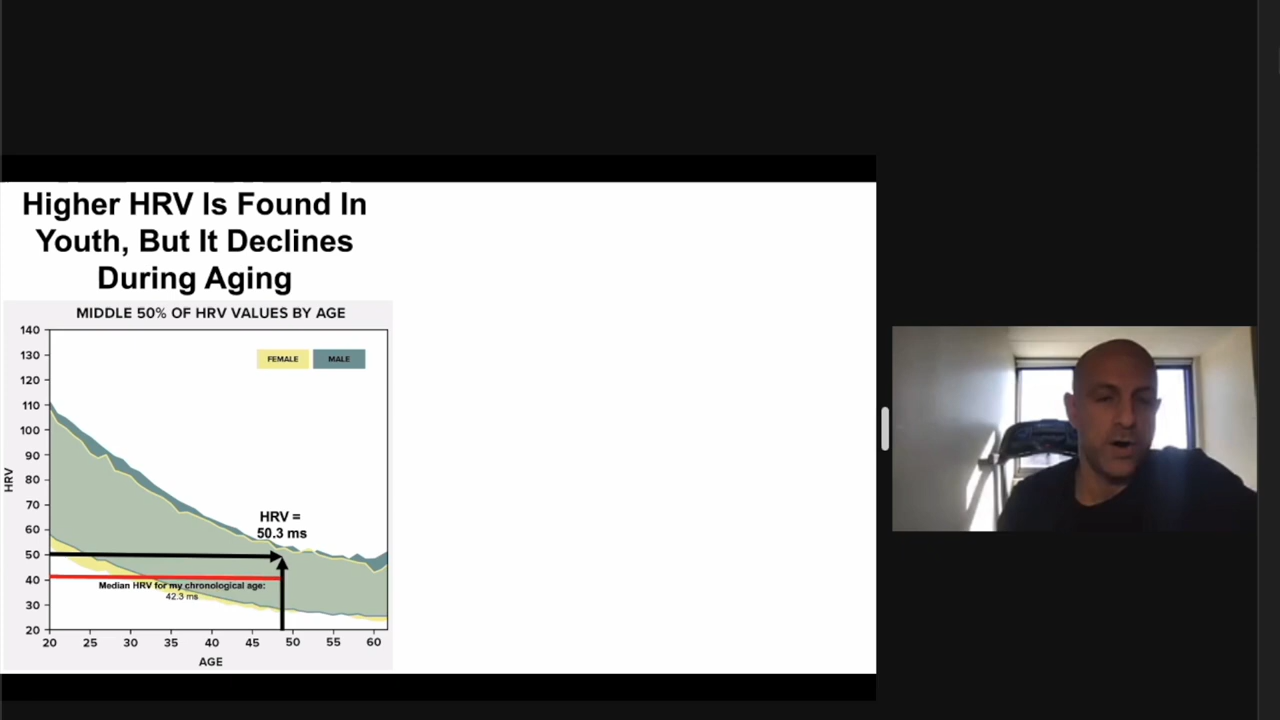 Higher HRV Is Found In
Youth, But It Declines
During Aging
MIDDLE 50% OF HRV VALUES BY AGE
140
130
120
110
100
90
80
70
60
50
40
30
20
HRV
FEMALE
MALE
HRV =
50.3 ms
Median HRV for my chronological age:
42.3 ms
20
25
30
35
40
45
50
55
60
AGE